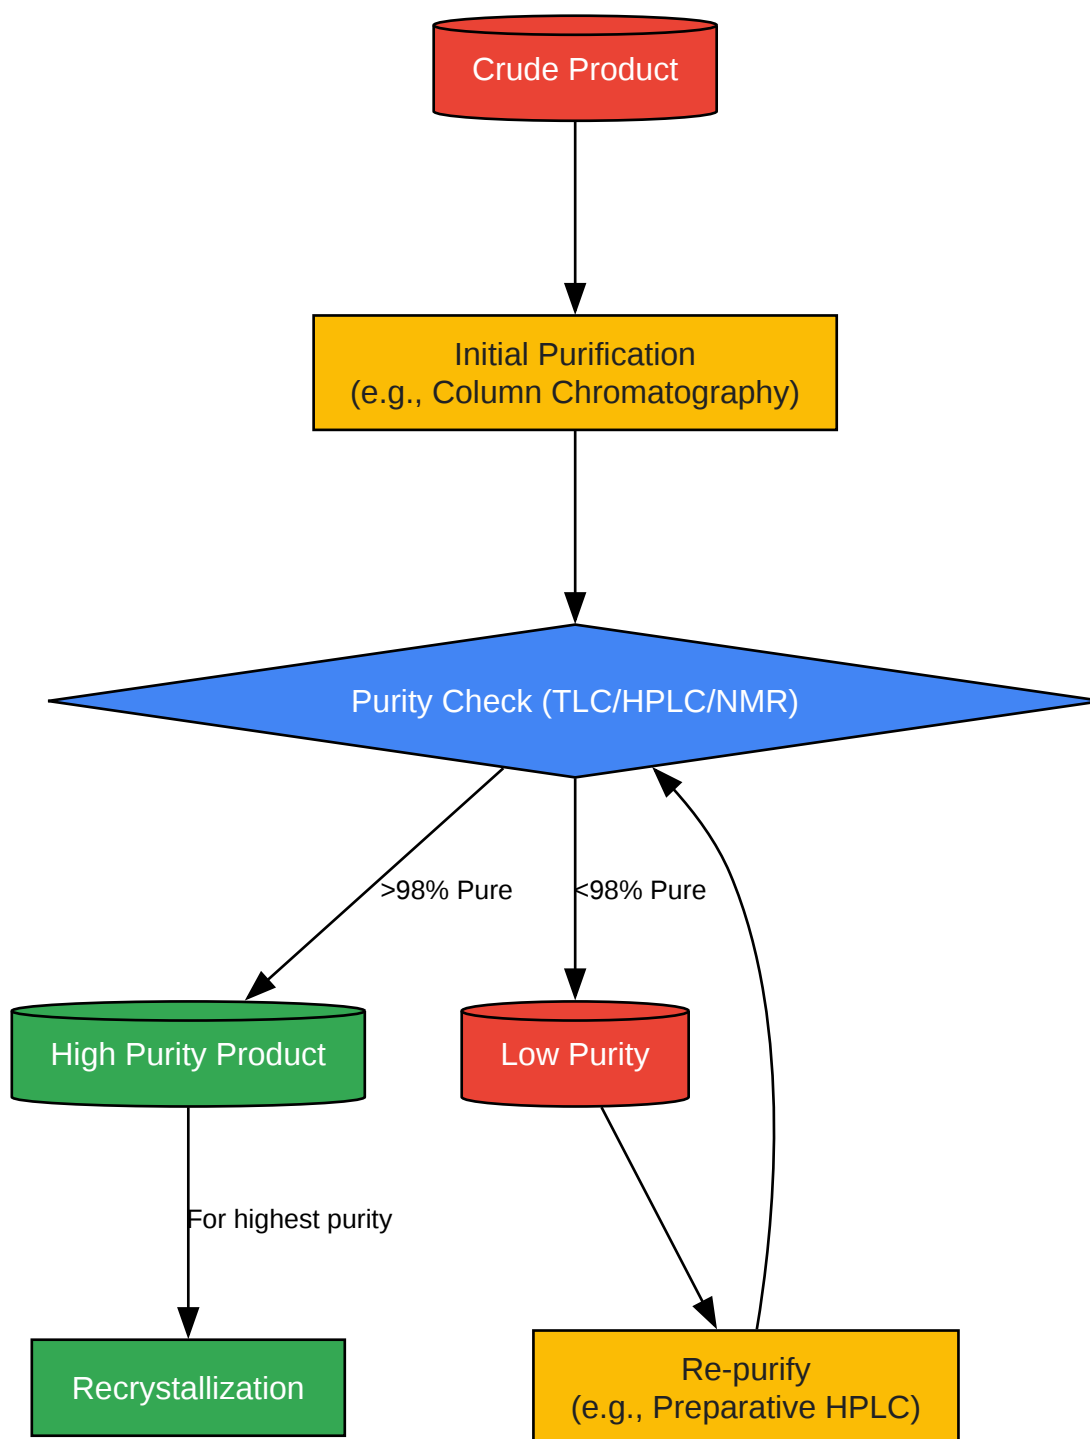 Crude Product
Initial Purification
(e.g., Column Chromatography)
Purity Check (TLC/HPLC/NMR)
>98% Pure
<98% Pure
High Purity Product
Low Purity
For highest purity
Recrystallization
Re-purify
(e.g., Preparative HPLC)